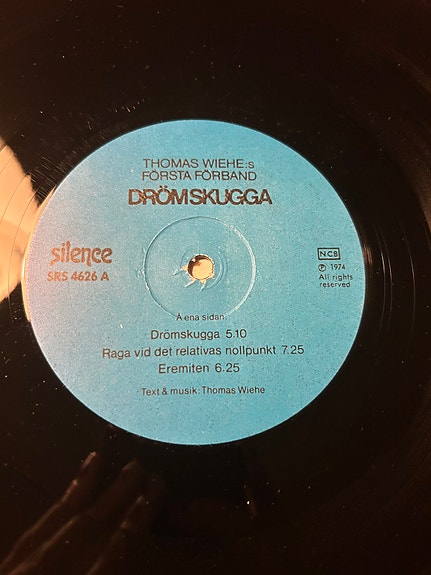 THOMAS WIEHE:s
FÖRSTA FÖRBAND
DRÖMSKUGGA
silence
SRS 4626 A
NCB
Ⓟ 1974
All rights
reserved
Å ena sidan:
Drömskugga 5.10
Raga vid det relativas nollpunkt 7.25
Eremiten 6.25
Text & musik: Thomas Wiehe